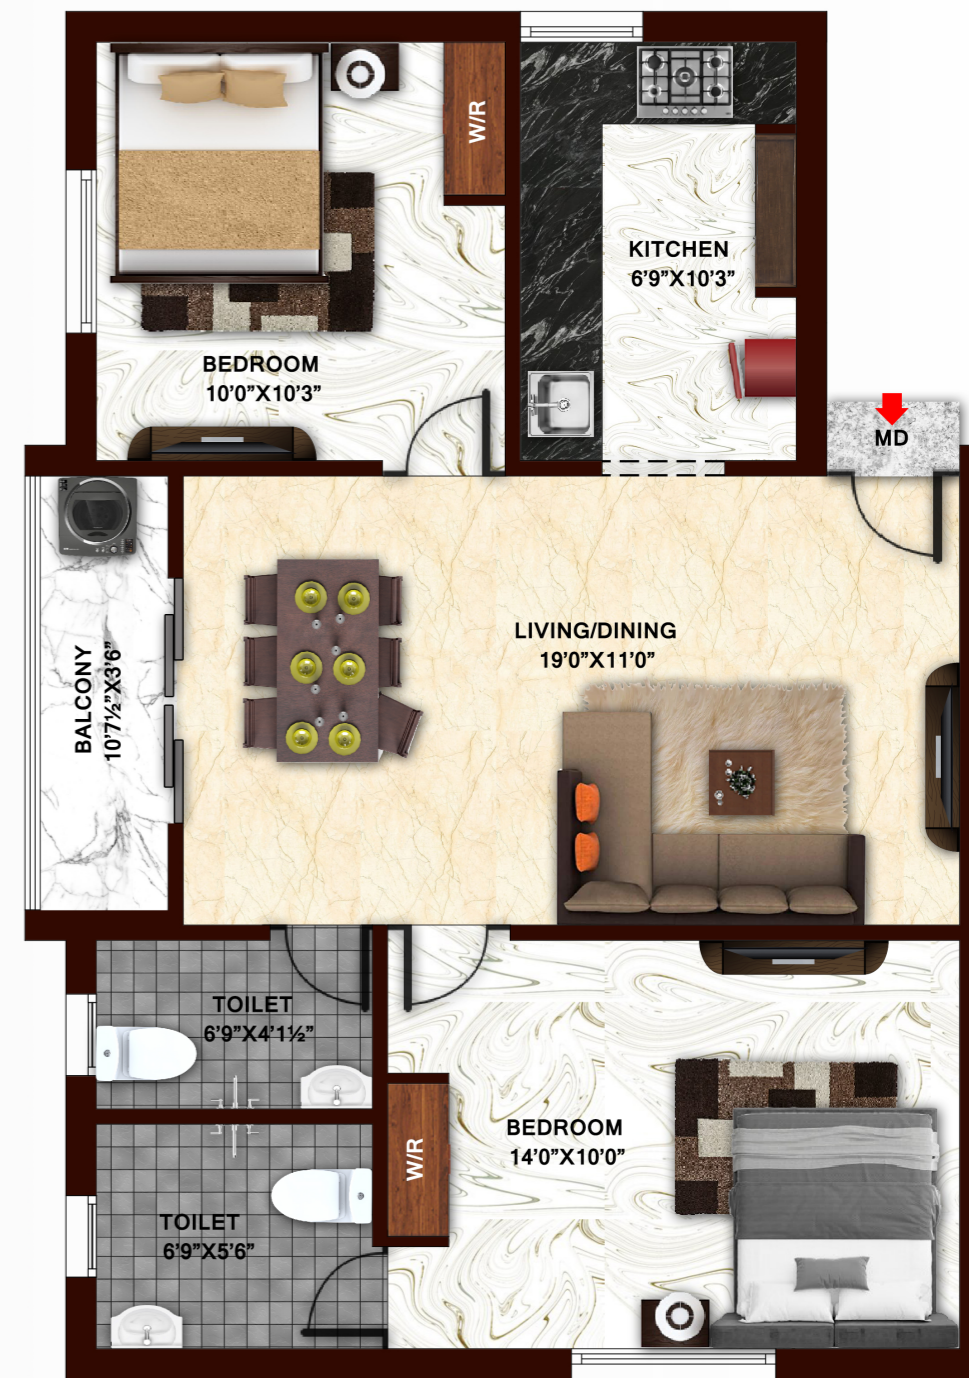 W/R
KITCHEN
6’9”X10’3”
BEDROOM
10’0”X10’3”
MD
LIVING/DINING
19’0”X11’0”
BALCONY
10’7½”X3’6”
TOILET
6’9”X4’1½”
BEDROOM
14’0”X10’0”
W/R
TOILET
6’9”X5’6”